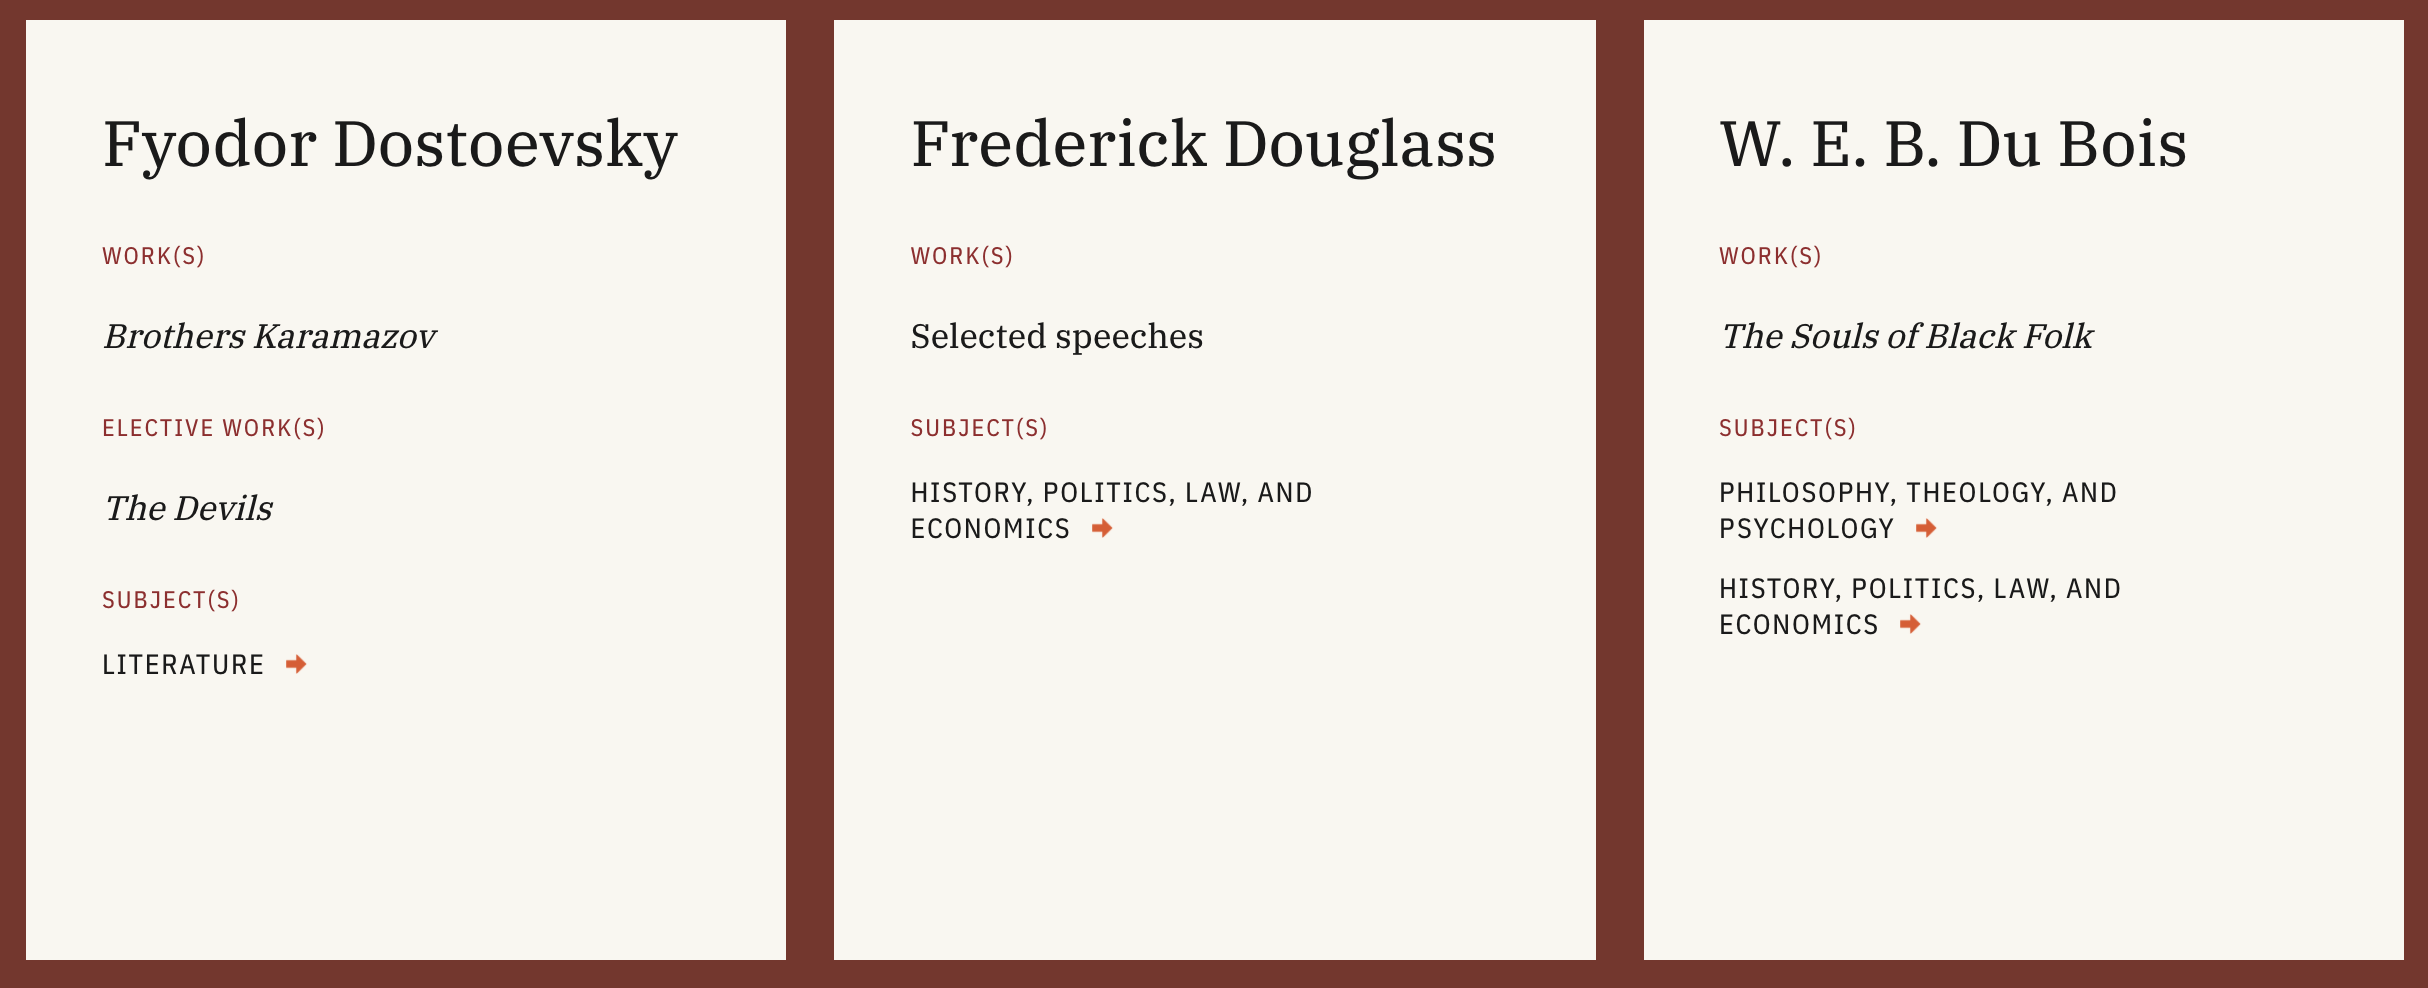 Fyodor Dostoevsky
WORK(S)
Brothers Karamazov
ELECTIVE WORK(S)
The Devils
SUBJECT(S)
LITERATURE
Frederick Douglass
WORK(S)
Selected speeches
SUBJECT(S)
HISTORY, POLITICS, LAW, AND
ECONOMICS
W. E. B. Du Bois
WORK(S)
The Souls of Black Folk
SUBJECT(S)
PHILOSOPHY, THEOLOGY, AND
PSYCHOLOGY
HISTORY, POLITICS, LAW, AND
ECONOMICS